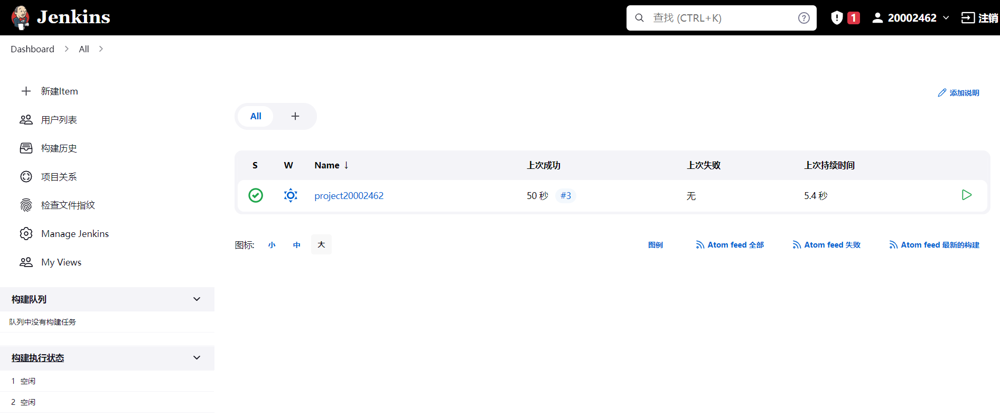 Jenkins
查找 (CTRL+K)
1
20002462
注销
Dashboard
All
新建Item
用户列表
构建历史
项目关系
检查文件指纹
Manage Jenkins
My Views
构建队列
队列中没有构建任务
构建执行状态
1 空闲
2 空闲
添加说明
All
S W Name ↓ 上次成功 上次失败 上次持续时间
project20002462 50 秒 #3 无 5.4 秒
图标: 小 中 大
图例 Atom feed 全部 Atom feed 失败 Atom feed 最新的构建